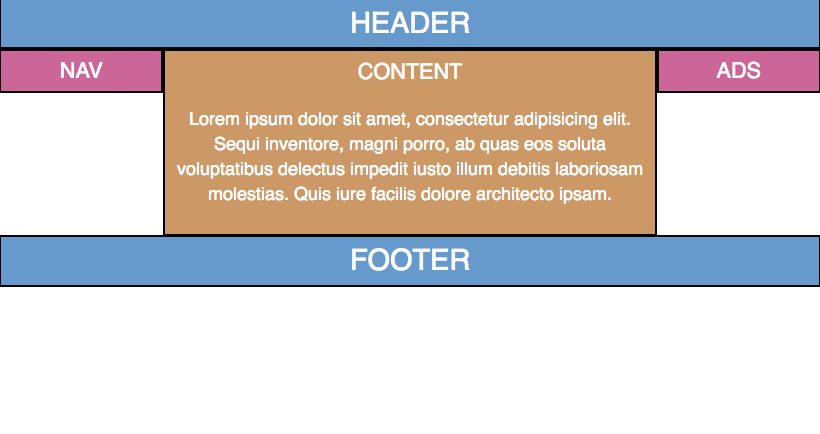 HEADER
NAV
CONTENT
Lorem ipsum dolor sit amet, consectetur adipisicing elit.
Sequi inventore, magni porro, ab quas eos soluta
voluptatibus delectus impedit iusto illum debitis laboriosam
molestias. Quis iure facilis dolore architecto ipsam.
ADS
FOOTER